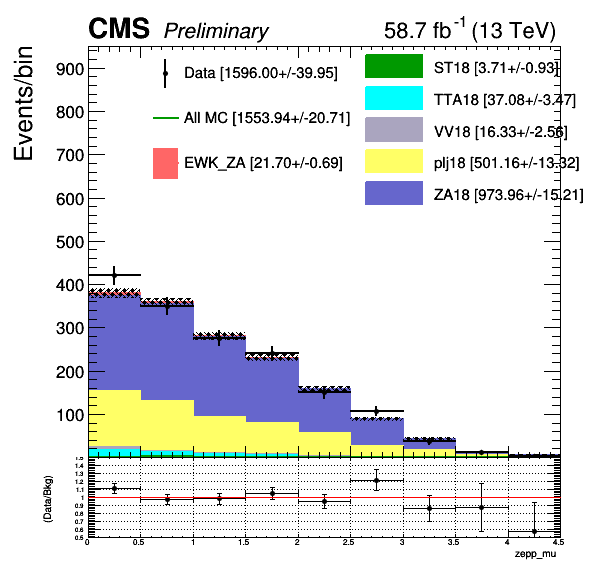 CMS Preliminary 58.7 fb⁻¹ (13 TeV)
Events/bin
Data [1596.00+/-39.95]
All MC [1553.94+/-20.71]
EWK_ZA [21.70+/-0.69]
ST18 [3.71+/-0.93]
TTA18 [37.08+/-3.47]
VV18 [16.33+/-2.56]
plj18 [501.16+/-13.32]
ZA18 [973.96+/-15.21]
900
800
700
600
500
400
300
200
100
(Data/Bkg)
1.5
1.4
1.3
1.2
1.1
1
0.9
0.8
0.7
0.6
0.5
0 0.5 1 1.5 2 2.5 3 3.5 4 4.5
zepp_mu